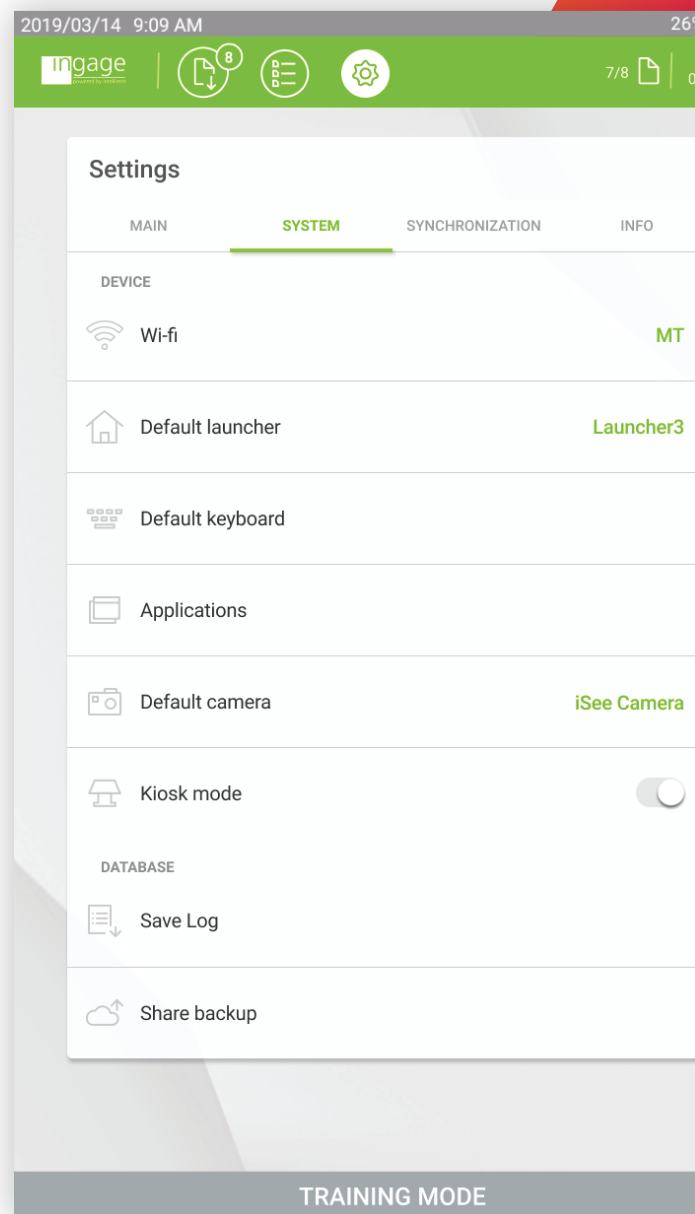 2019/03/14 9:09 AM 26%
ingage
8
7/8
0
Settings
MAIN SYSTEM SYNCHRONIZATION INFO
DEVICE
Wi-fi MT
Default launcher Launcher3
Default keyboard
Applications
Default camera iSee Camera
Kiosk mode
DATABASE
Save Log
Share backup
TRAINING MODE